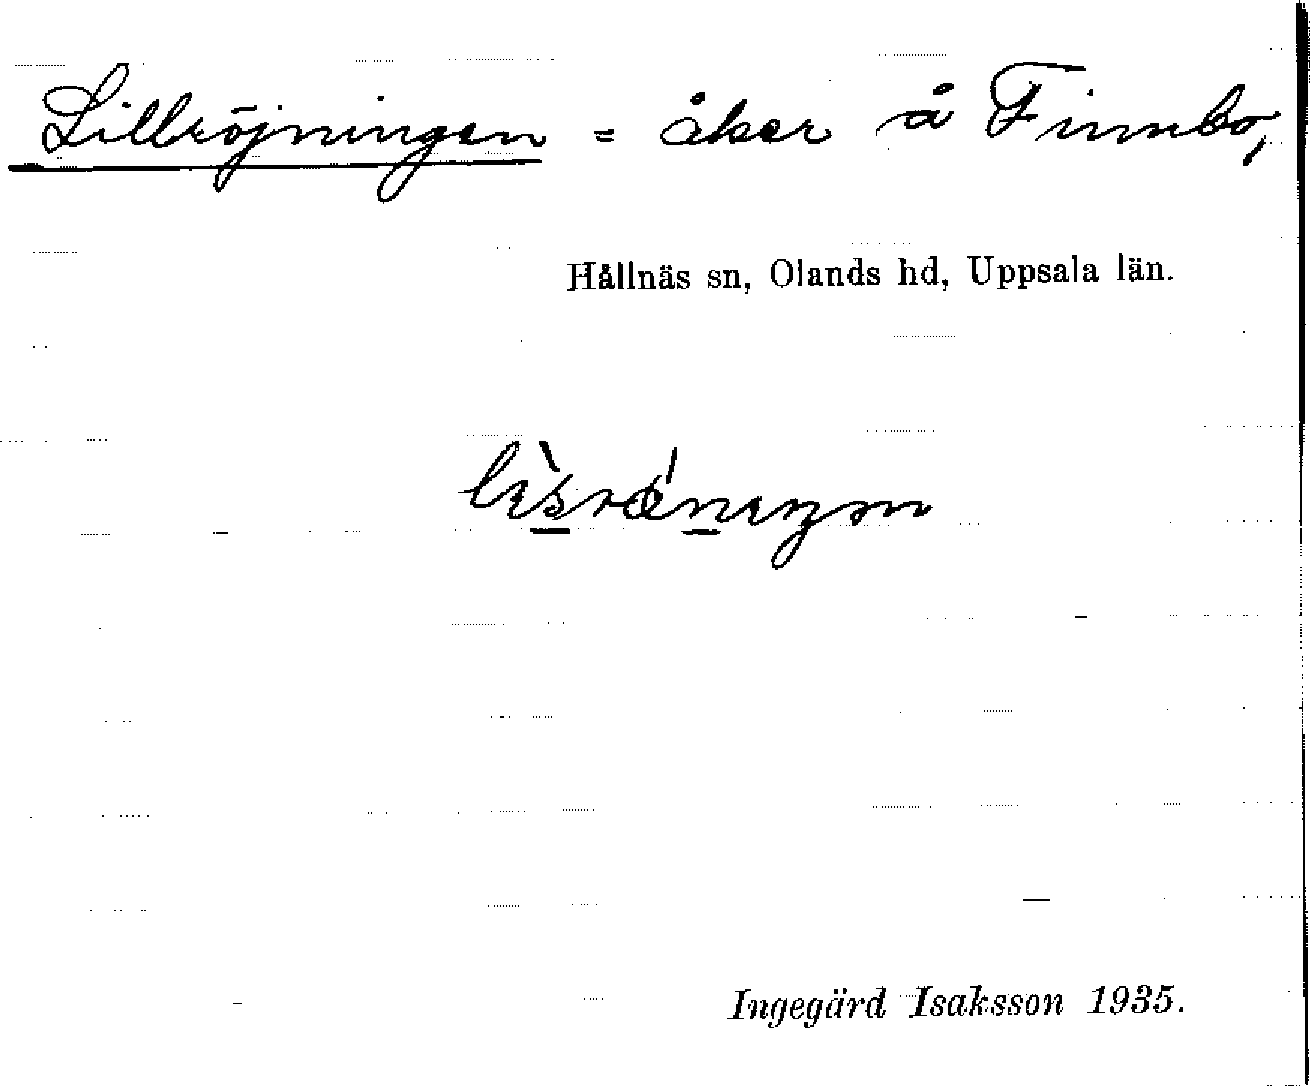 Lillröjningen = åker å Finnbo,
Hållnäs sn, Olands hd, Uppsala län.
Ingegärd Isaksson 1935.